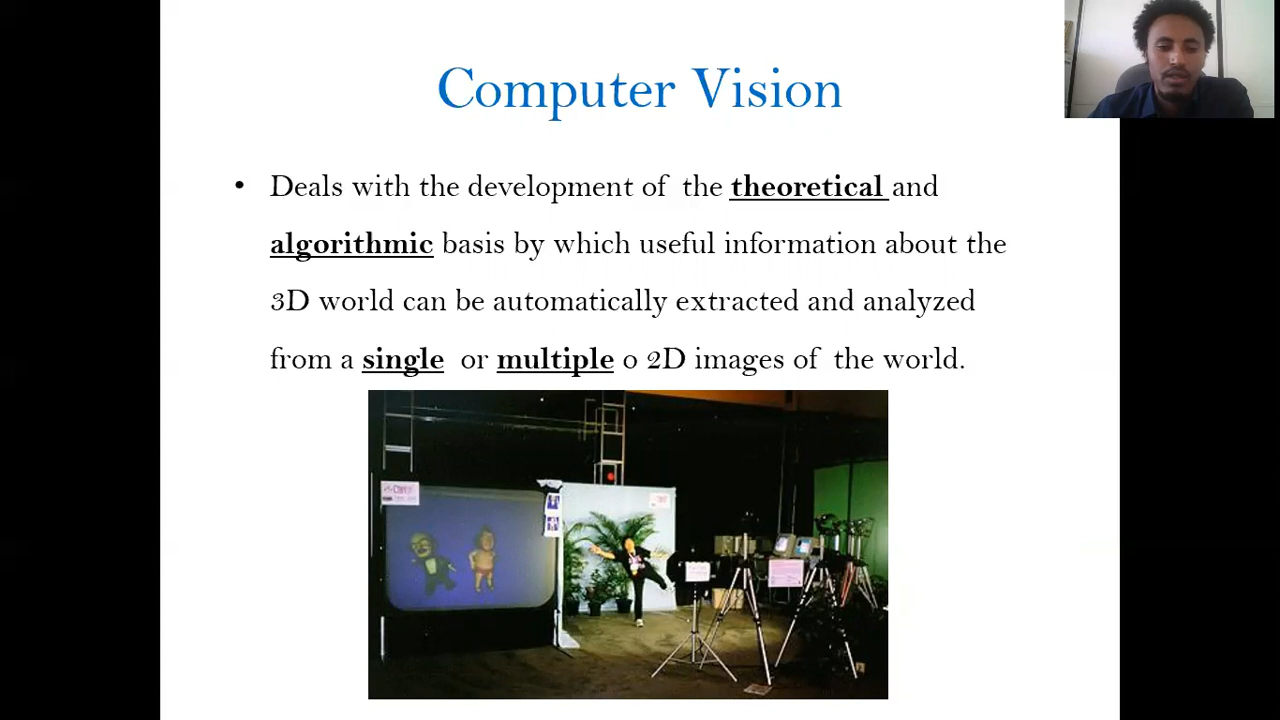 Computer Vision
• Deals with the development of the theoretical and
algorithmic basis by which useful information about the
3D world can be automatically extracted and analyzed
from a single or multiple o 2D images of the world.